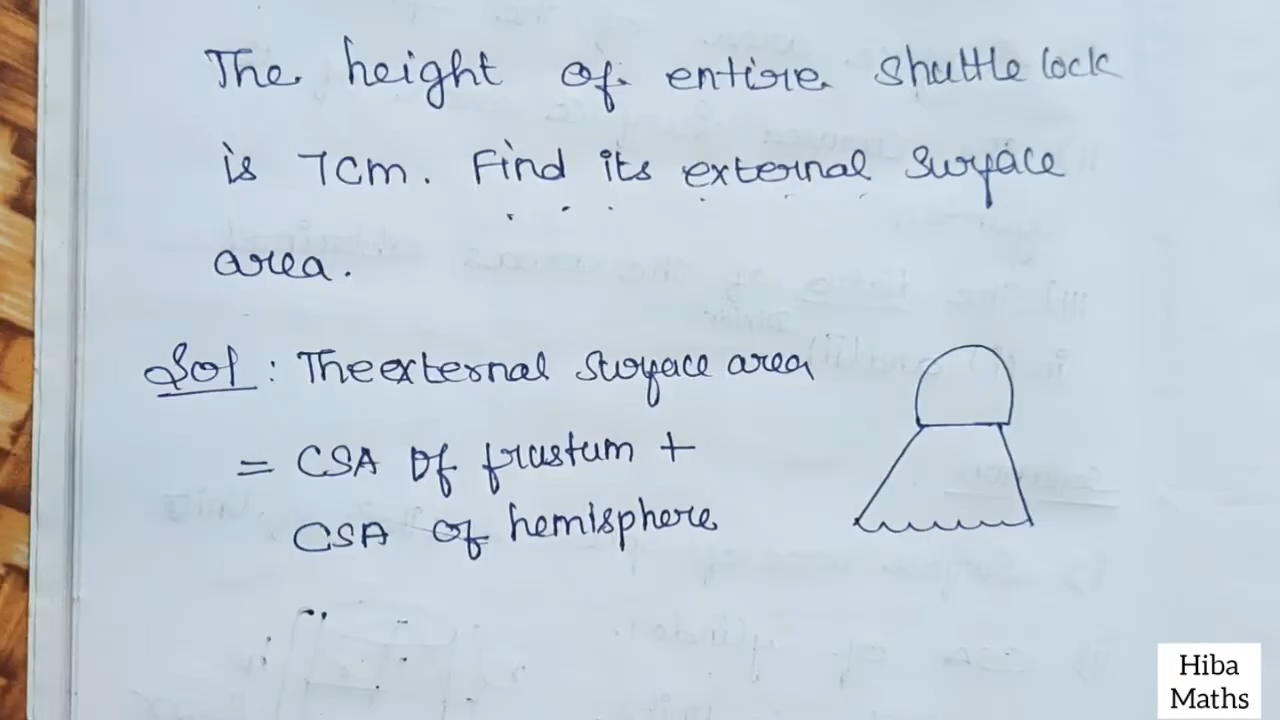 The height of entire shuttle lock
is 7cm. Find its external surface
area.
Sol : The external surface area
= CSA of frustum +
CSA of hemisphere
Hiba
Maths